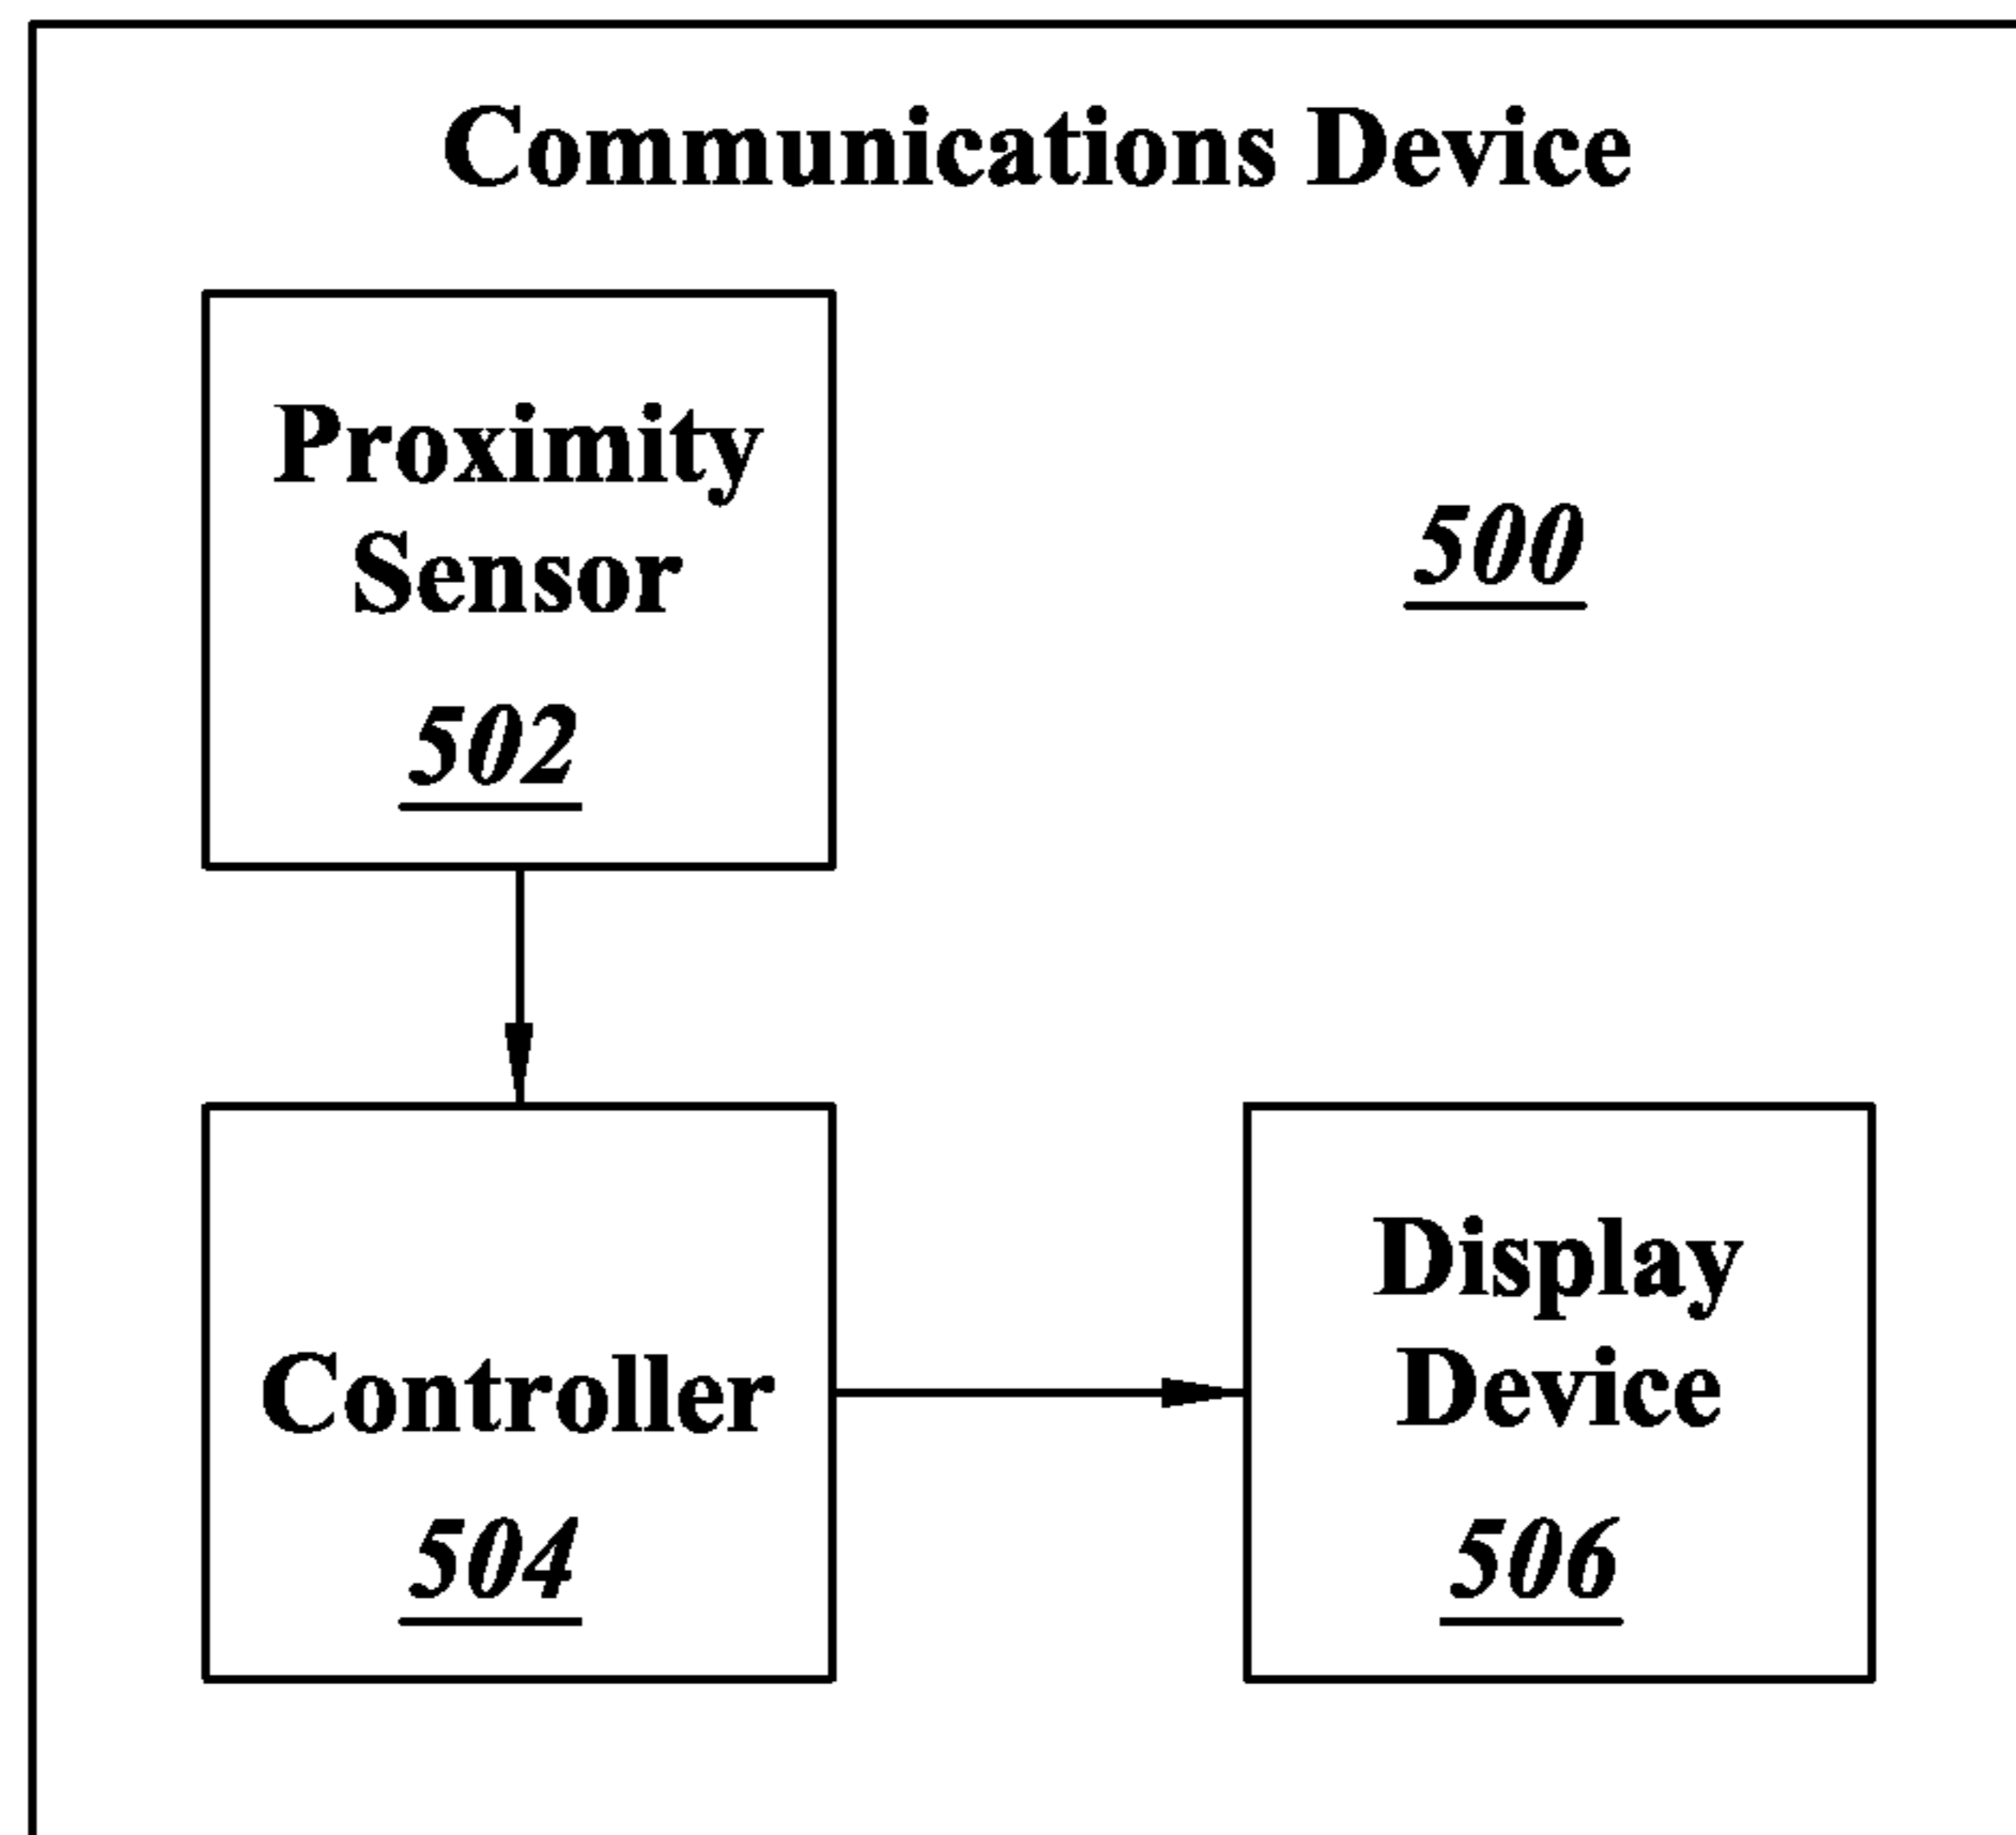 Communications Device
Proximity
Sensor
502
500
Controller
504
Display
Device
506